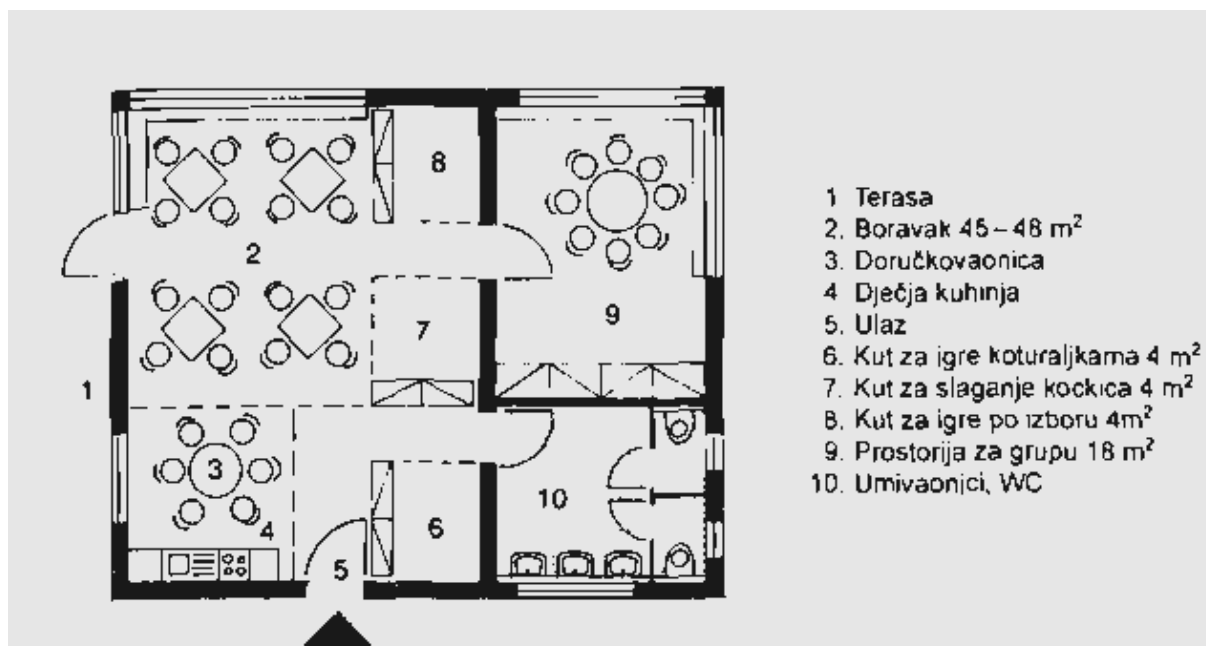 8
2
7
9
1
3
4
10
6
5
1 Terasa
2. Boravak 45 – 48 m²
3. Doručkovaonica
4 Dječja kuhinja
5. Ulaz
6. Kut za igre koturaljkama 4 m²
7. Kut za slaganje kockica 4 m²
8. Kut za igre po izboru 4m²
9. Prostorija za grupu 18 m²
10. Umivaonici, WC